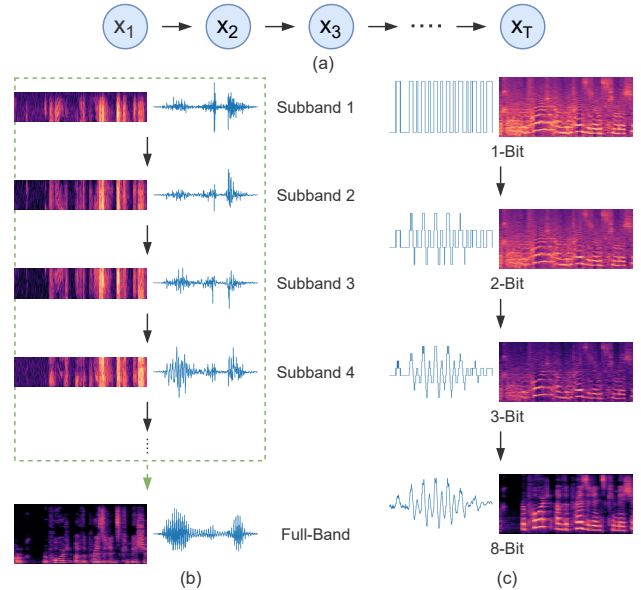 x1 x2 x3 .... xT
(a)
Subband 1
Subband 2
Subband 3
Subband 4
Full-Band
(b)
1-Bit
2-Bit
3-Bit
8-Bit
(c)